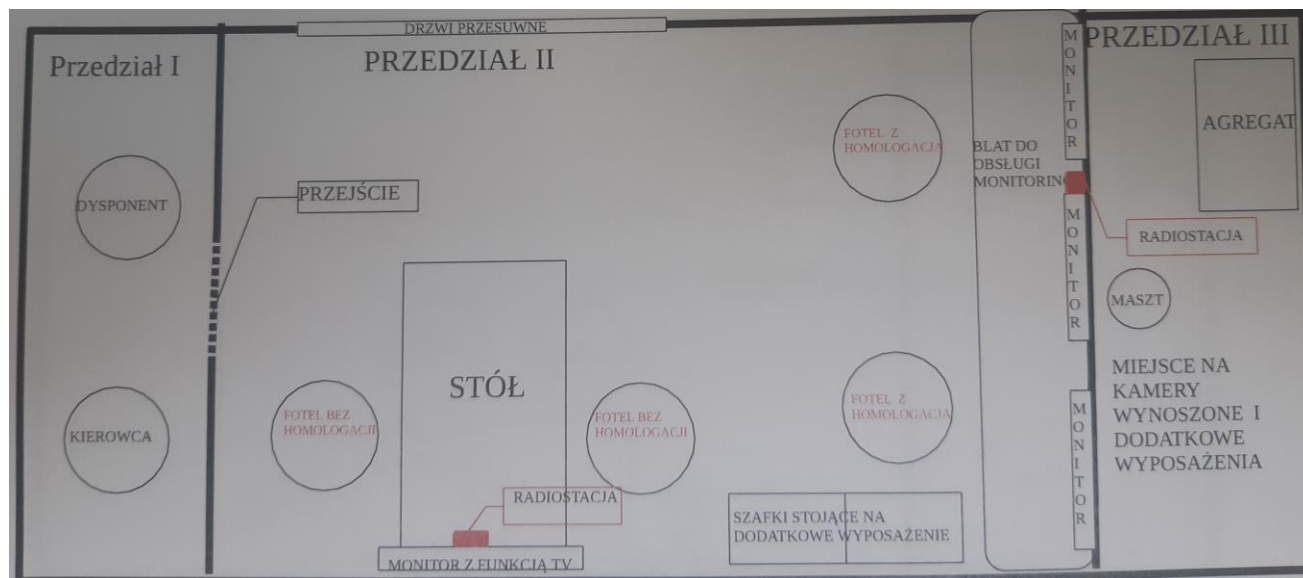 DRZWI PRZESUWNE
Przedział I
PRZEDZIAŁ II
PRZEDZIAŁ III
MONITOR
AGREGAT
FOTEL Z
HOMOLOGACJĄ
BLAT DO
OBSŁUGI
MONITORING
DYSPONENT
PRZEJŚCIE
MONITOR
RADIOSTACJA
MASZT
STÓŁ
MIEJSCE NA
KAMERY
WYNOSZONE I
DODATKOWE
WYPOSAŻENIA
KIEROWCA
FOTEL BEZ
HOMOLOGACJI
FOTEL BEZ
HOMOLOGACJI
FOTEL Z
HOMOLOGACJĄ
MONITOR
RADIOSTACJA
SZAFKI STOJĄCE NA
DODATKOWE WYPOSAŻENIE
MONITOR Z FUNKCJĄ TV